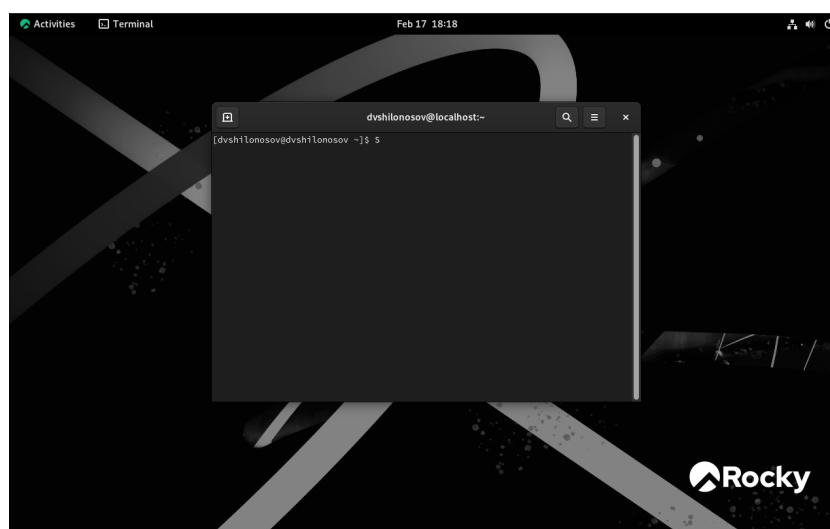 Activities Terminal Feb 17 18:18
dvshilonosov@localhost:~
[dvshilonosov@dvshilonosov ~]$ S
Rocky